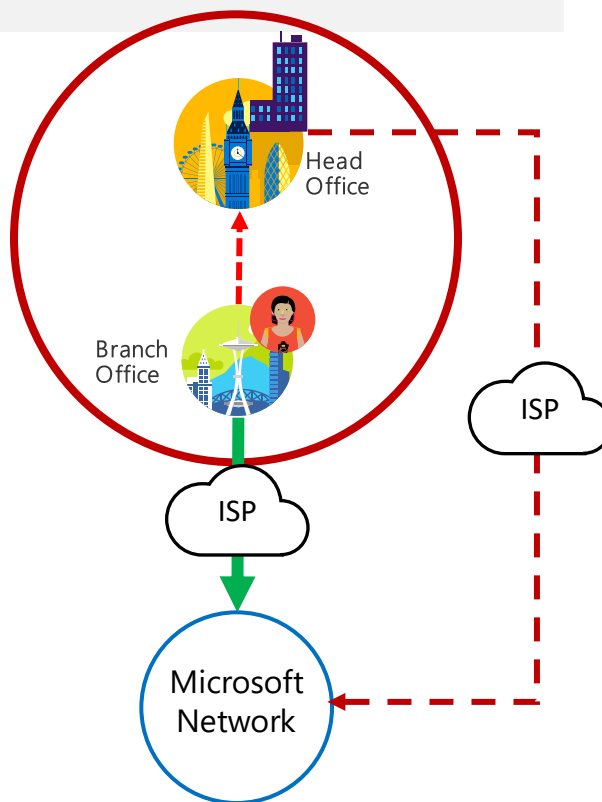 Head
Office
Branch
Office
ISP
ISP
Microsoft
Network